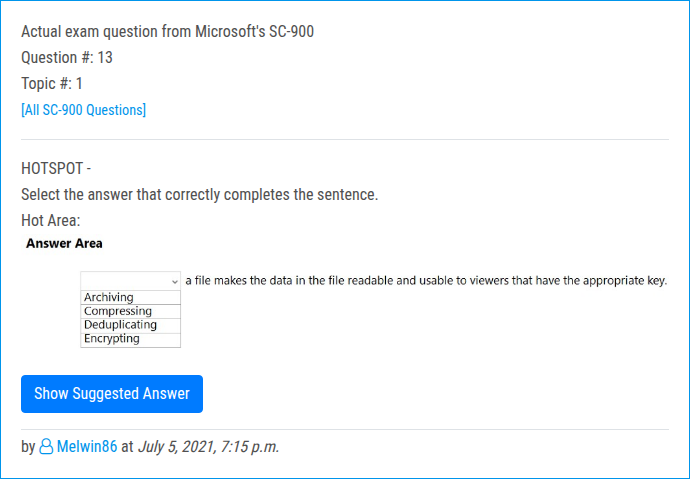 Actual exam question from Microsoft's SC-900
Question #: 13
Topic #: 1
[All SC-900 Questions]
HOTSPOT -
Select the answer that correctly completes the sentence.
Hot Area:
Answer Area
a file makes the data in the file readable and usable to viewers that have the appropriate key.
Archiving
Compressing
Deduplicating
Encrypting
Show Suggested Answer
by Melwin86 at July 5, 2021, 7:15 p.m.